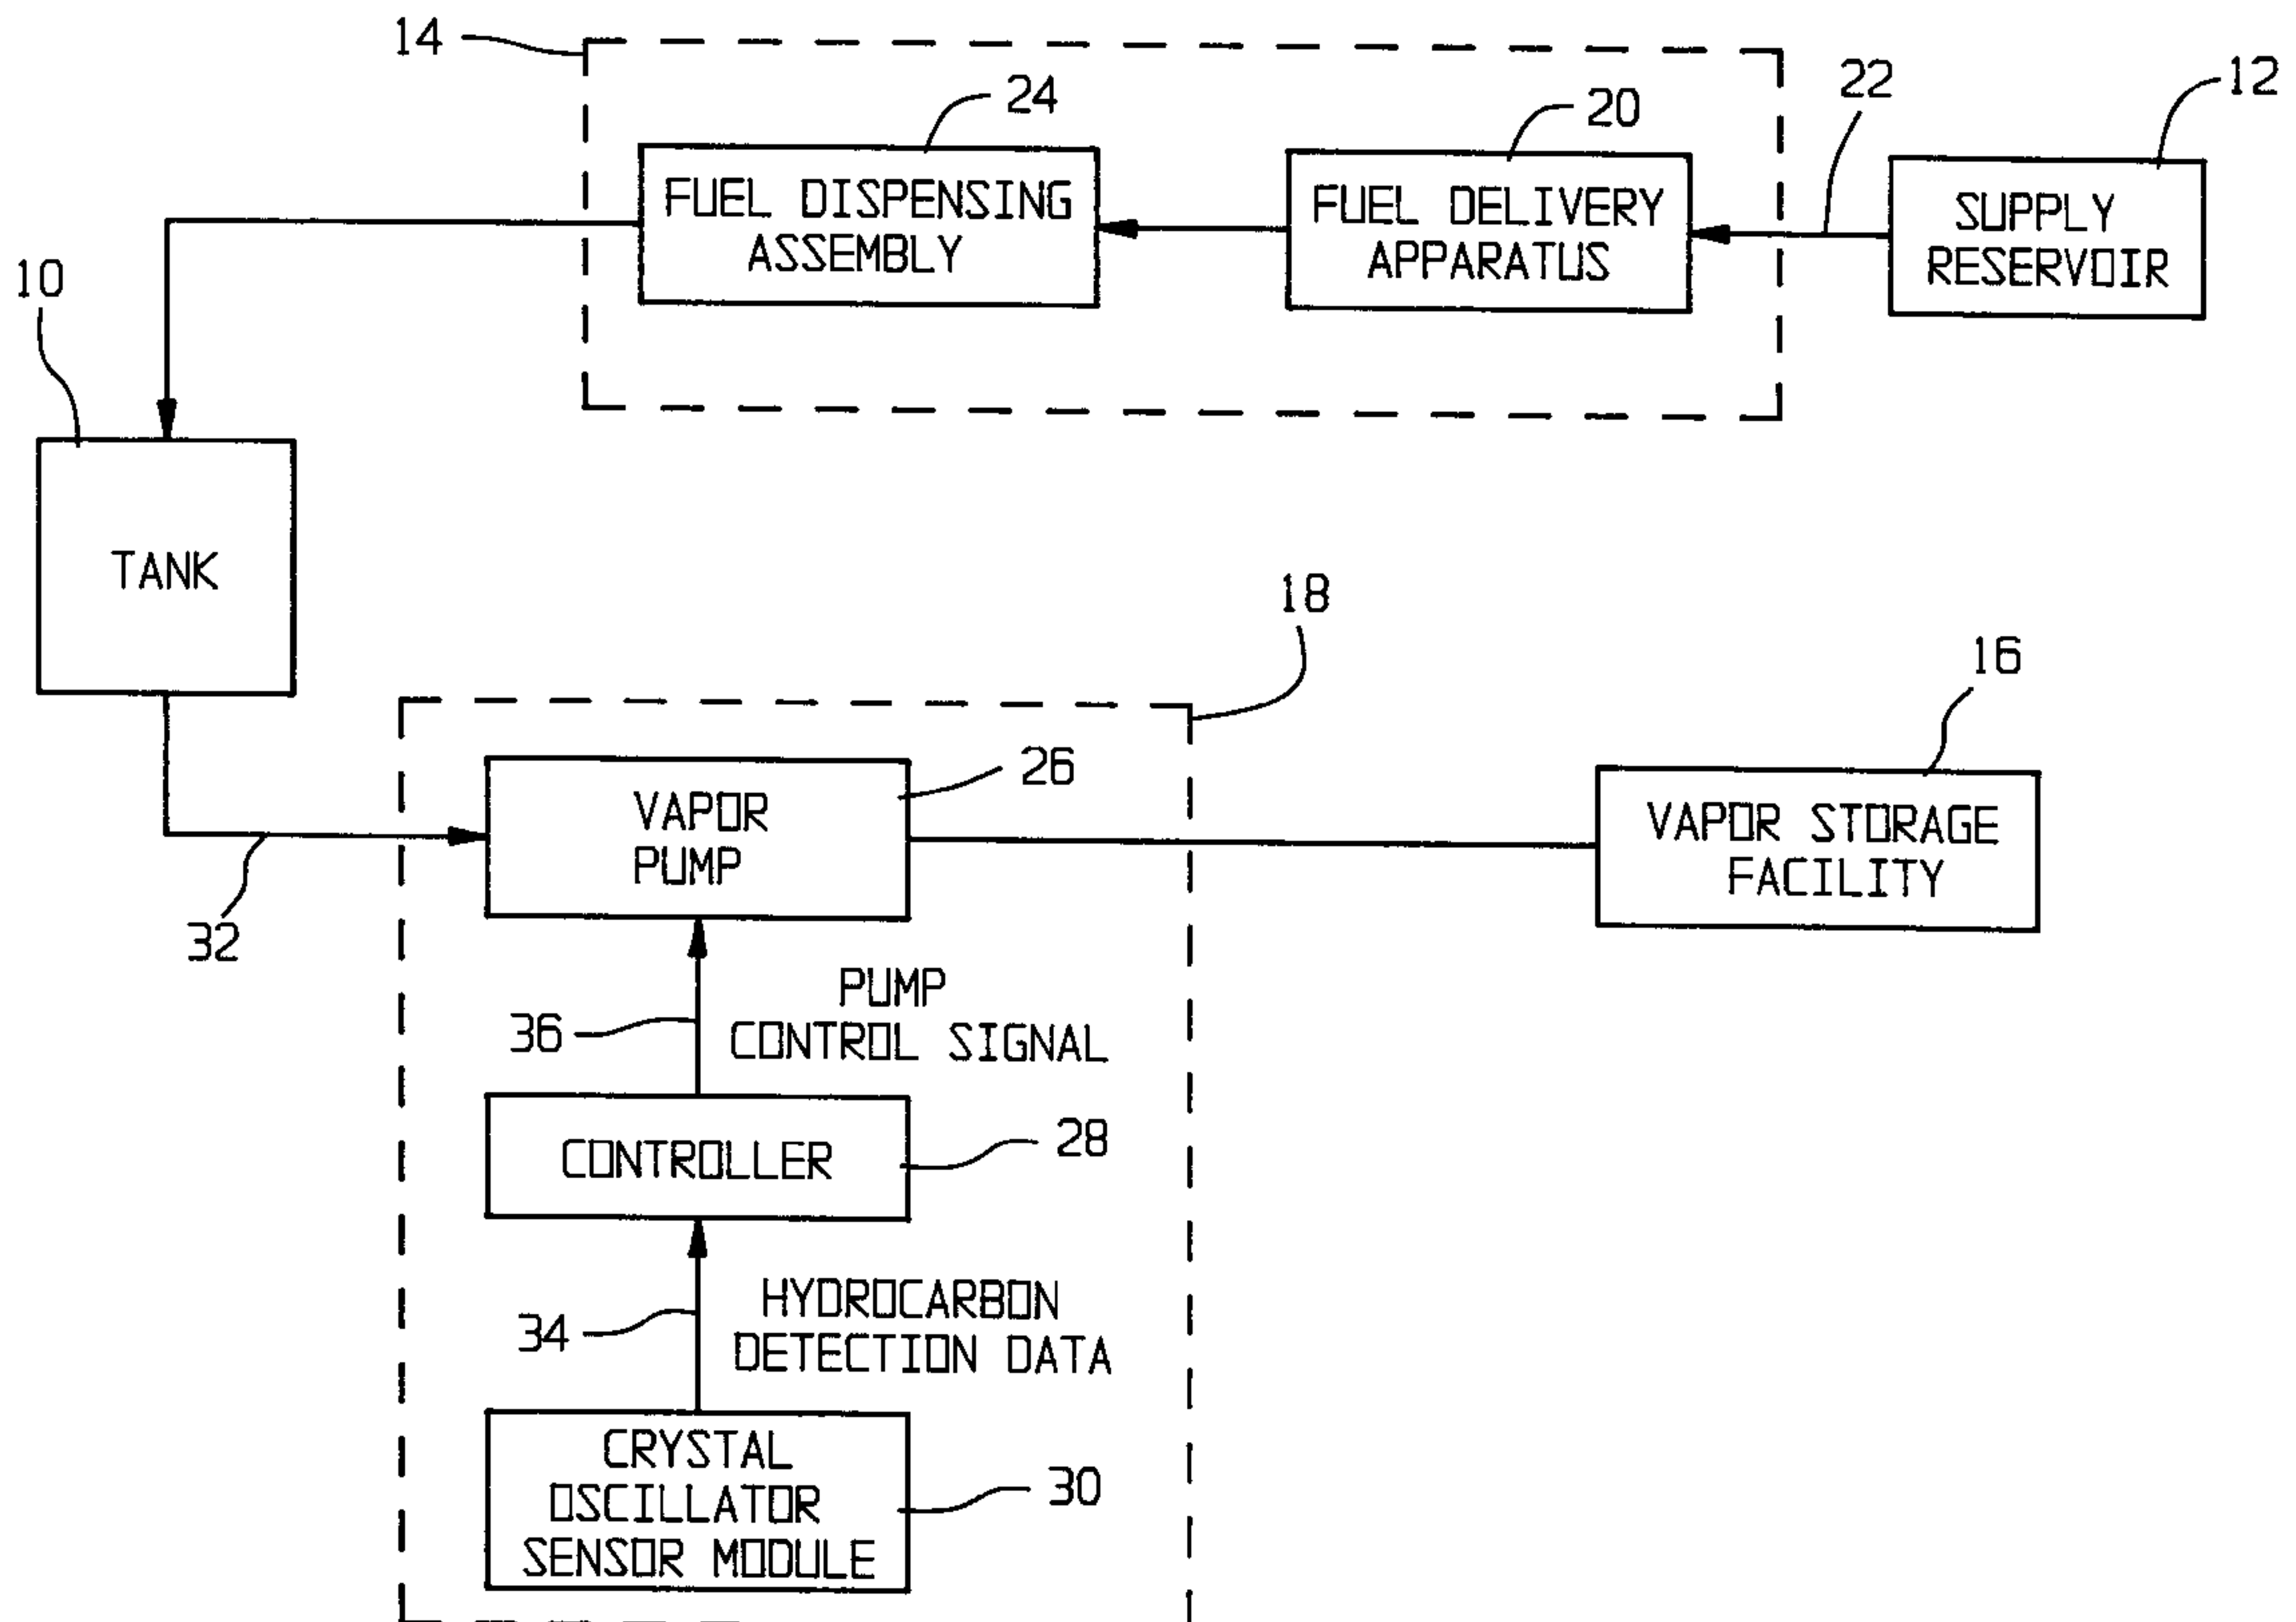 14
24
20
22
12
FUEL DISPENSING
ASSEMBLY
FUEL DELIVERY
APPARATUS
SUPPLY
RESERVOIR
10
TANK
18
16
26
VAPOR
PUMP
VAPOR STORAGE
FACILITY
32
PUMP
CONTROL SIGNAL
36
CONTROLLER
28
HYDROCARBON
DETECTION DATA
34
CRYSTAL
OSCILLATOR
SENSOR MODULE
30